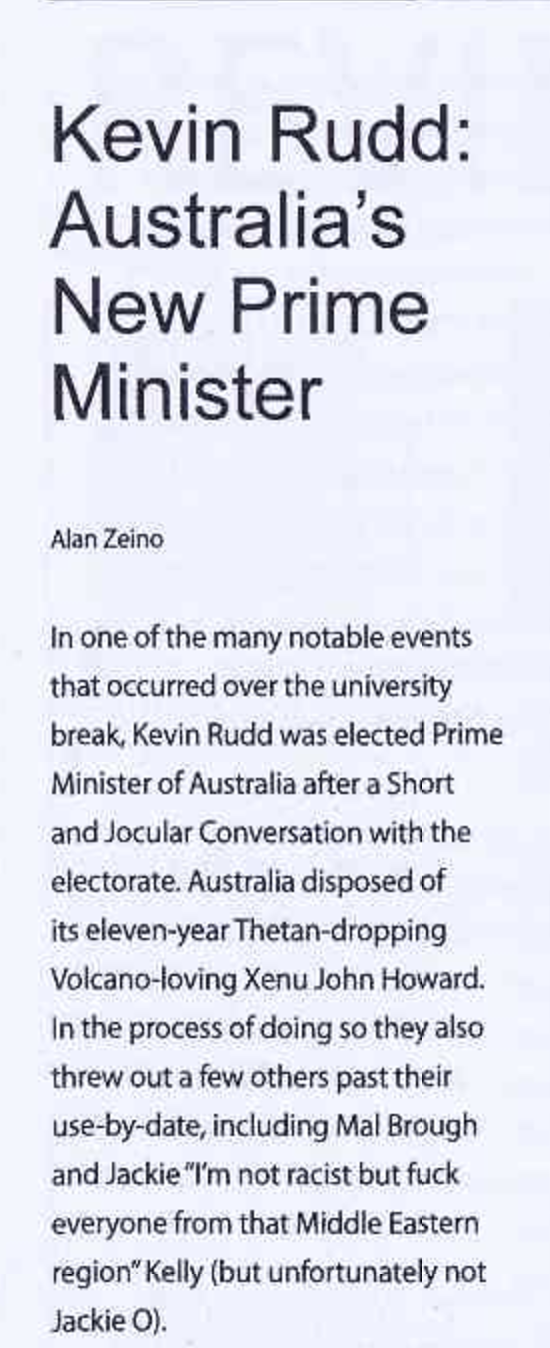 Kevin Rudd:
Australia’s
New Prime
Minister
Alan Zeino
In one of the many notable events
that occurred over the university
break, Kevin Rudd was elected Prime
Minister of Australia after a Short
and Jocular Conversation with the
electorate. Australia disposed of
its eleven-year Thetan-dropping
Volcano-loving Xenu John Howard.
In the process of doing so they also
threw out a few others past their
use-by-date, including Mal Brough
and Jackie "I'm not racist but fuck
everyone from that Middle Eastern
region" Kelly (but unfortunately not
Jackie O).